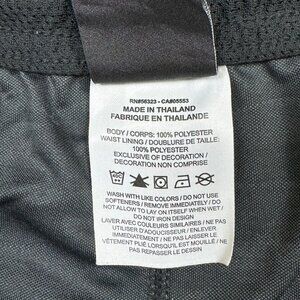 RN#56323 - CA#05553
MADE IN THAILAND
FABRIQUE EN THAILANDE
BODY / CORPS: 100% POLYESTER
WAIST LINING / DOUBLURE DE TAILLE:
100% POLYESTER
EXCLUSIVE OF DECORATION /
DECORATION NON COMPRIS
WASH WITH LIKE COLORS / DO NOT USE
SOFTENERS / REMOVE IMMEDIATELY / DO
NOT ALLOW TO LAY ON ITSELF WHEN WET /
DO NOT IRON DESIGN
LAVER AVEC COULEURS SIMILAIRES / NE PAS
UTILISER D'ADOUCISSEUR / ENLEVER
IMMÉDIATEMENT / NE PAS LAISSER LE
VÊTEMENT PLIÉ LORSQU'IL EST MOUILLÉ / NE
PAS REPASSER LE DESSIN